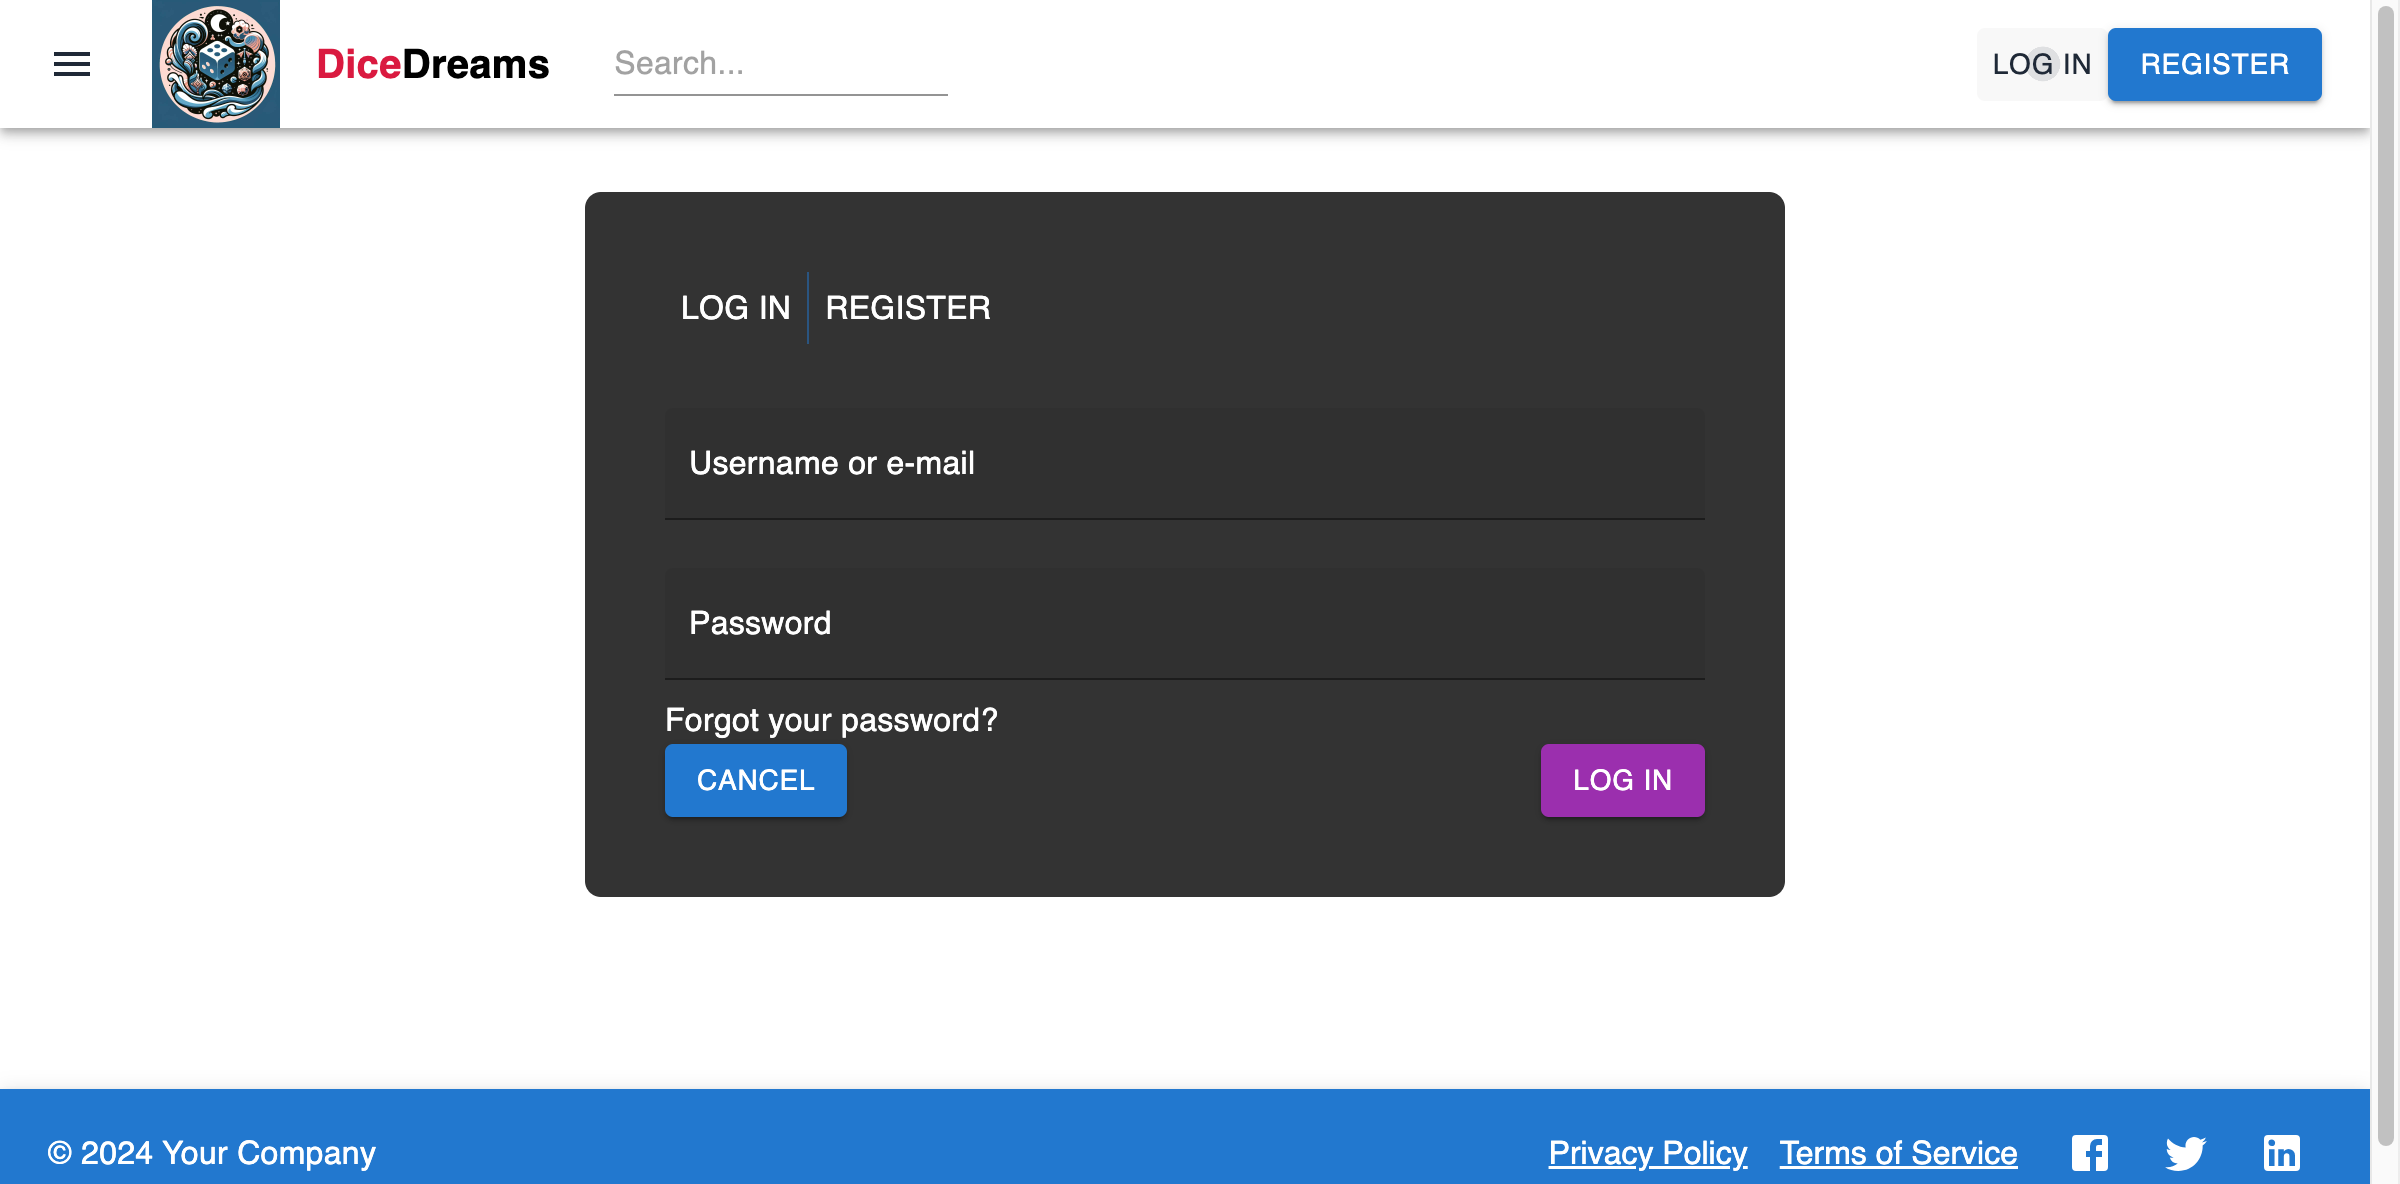 DiceDreams
Search...
LOG IN
REGISTER
LOG IN
REGISTER
Username or e-mail
Password
Forgot your password?
CANCEL
LOG IN
© 2024 Your Company
Privacy Policy
Terms of Service